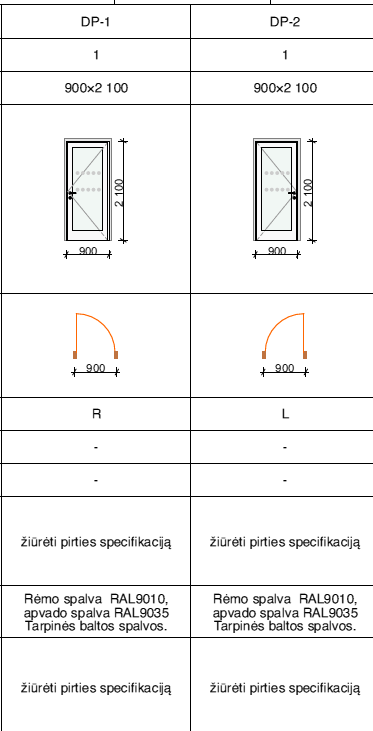 DP-1 DP-2
1 1
900×2 100 900×2 100
2 100 2 100
900 900
900 900
R L
- -
- -
žiūrėti pirties specifikaciją žiūrėti pirties specifikaciją
Rėmo spalva RAL9010, Rėmo spalva RAL9010,
apvado spalva RAL9035 apvado spalva RAL9035
Tarpinės baltos spalvos. Tarpinės baltos spalvos.
žiūrėti pirties specifikaciją žiūrėti pirties specifikaciją